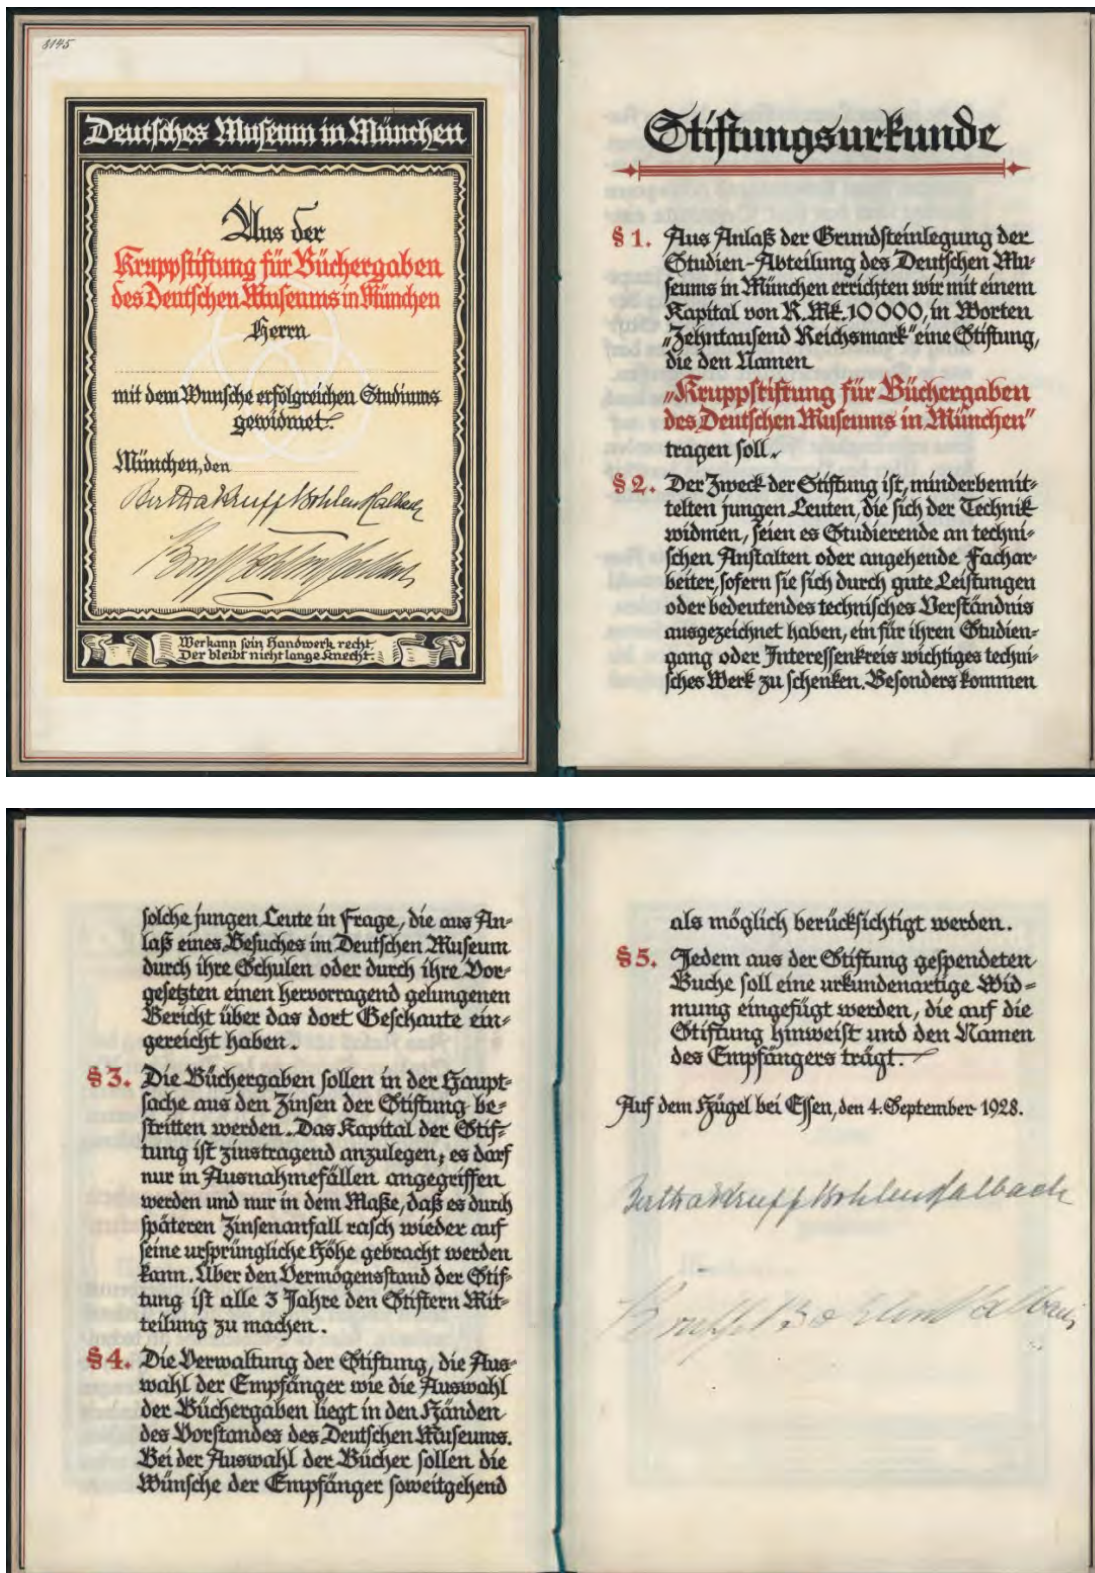 8145
Deutsches Museum in München
Aus der
Kruppstiftung für Büchergaben
des Deutschen Museums in München
Herrn
mit dem Wunsche erfolgreichen Studiums
gewidmet.
München, den
Bertha Krupp Bohlen Halbach
Krupp Bohlen Halbach
Wer kann sein Handwerk recht,
Der bleibt nicht lange Knecht.
Stiftungsurkunde
§ 1. Aus Anlaß der Grundsteinlegung der
Studien-Abteilung des Deutschen Mu-
seums in München errichten wir mit einem
Kapital von R.Mk. 10 000, in Worten
„Zehntausend Reichsmark" eine Stiftung,
die den Namen
„Kruppstiftung für Büchergaben
des Deutschen Museums in München"
tragen soll.
§ 2. Der Zweck der Stiftung ist, minderbemit-
telten jungen Leuten, die sich der Technik
widmen, seien es Studierende an techni-
schen Anstalten oder angehende Fachar-
beiter, sofern sie sich durch gute Leistungen
oder bedeutendes technisches Verständnis
ausgezeichnet haben, ein für ihren Studien-
gang oder Interessenkreis wichtiges techni-
sches Werk zu schenken. Besonders kommen
solche jungen Leute in Frage, die aus An-
laß eines Besuches im Deutschen Museum
durch ihre Schulen oder durch ihre Vor-
gesetzten einen hervorragend gelungenen
Bericht über das dort Geschaute ein-
gereicht haben.
§ 3. Die Büchergaben sollen in der Haupt-
sache aus den Zinsen der Stiftung be-
stritten werden. Das Kapital der Stif-
tung ist zinstragend anzulegen; es darf
nur in Ausnahmefällen angegriffen
werden und nur in dem Maße, daß es durch
späteren Zinsenanfall rasch wieder auf
seine ursprüngliche Höhe gebracht werden
kann. Über den Vermögensstand der Stif-
tung ist alle 3 Jahre den Stiftern Mit-
teilung zu machen.
§ 4. Die Verwaltung der Stiftung, die Aus-
wahl der Empfänger wie die Auswahl
der Büchergaben liegt in den Händen
des Vorstandes des Deutschen Museums.
Bei der Auswahl der Bücher sollen die
Wünsche der Empfänger soweitgehend
als möglich berücksichtigt werden.
§ 5. Jedem aus der Stiftung gespendeten
Buche soll eine urkundenartige Wid-
mung eingefügt werden, die auf die
Stiftung hinweist und den Namen
des Empfängers trägt.
Auf dem Hügel bei Essen, den 4. September 1928.
Bertha Krupp Bohlen Halbach
Krupp Bohlen Halbach